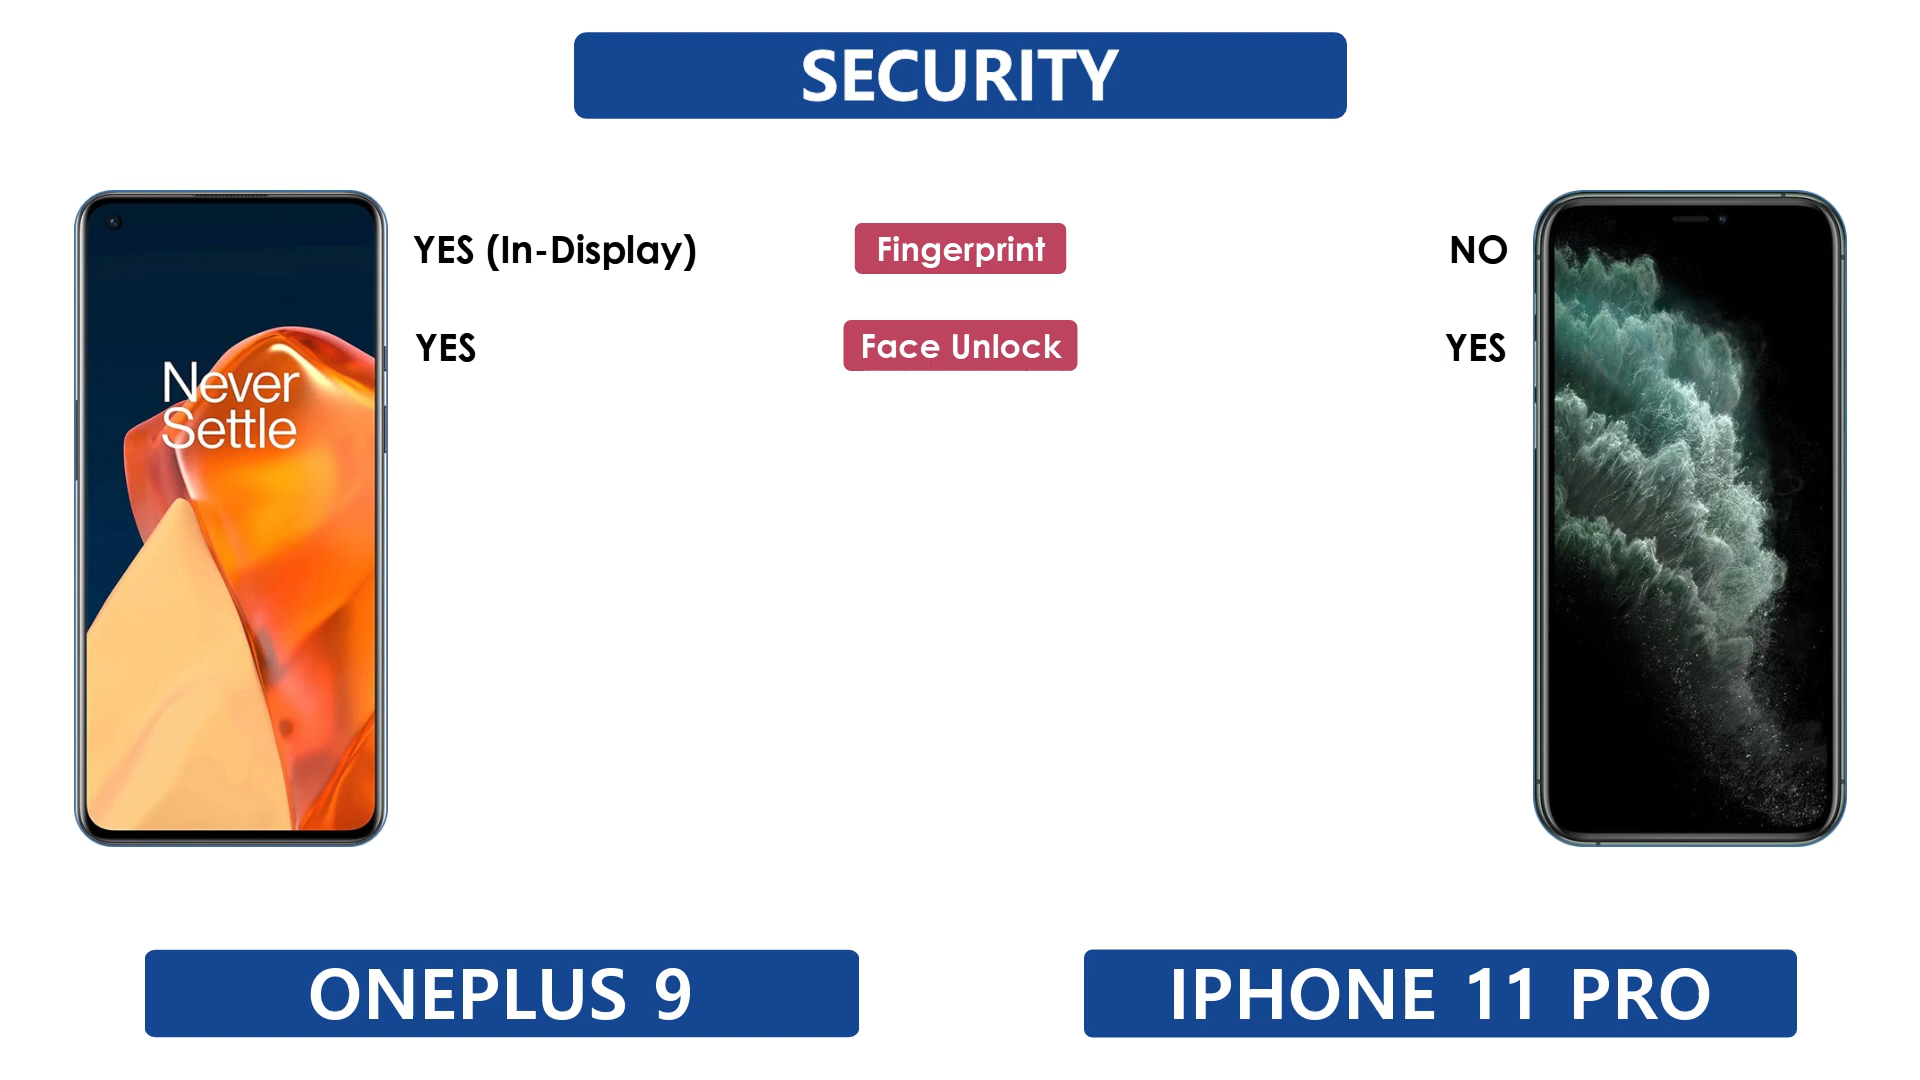 SECURITY
YES (In-Display)
Fingerprint
NO
YES
Face Unlock
YES
Never
Settle
ONEPLUS 9
IPHONE 11 PRO